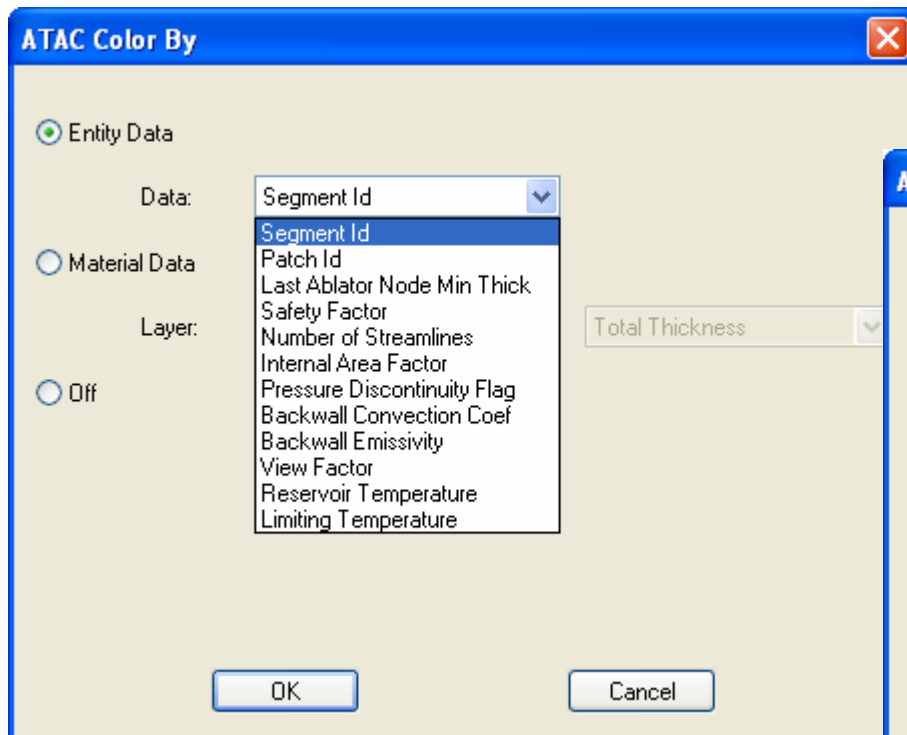 ATAC Color By
Entity Data
Data:
Segment Id
Segment Id
Patch Id
Last Ablator Node Min Thick
Safety Factor
Number of Streamlines
Internal Area Factor
Pressure Discontinuity Flag
Backwall Convection Coef
Backwall Emissivity
View Factor
Reservoir Temperature
Limiting Temperature
Material Data
Layer:
Total Thickness
Off
OK
Cancel